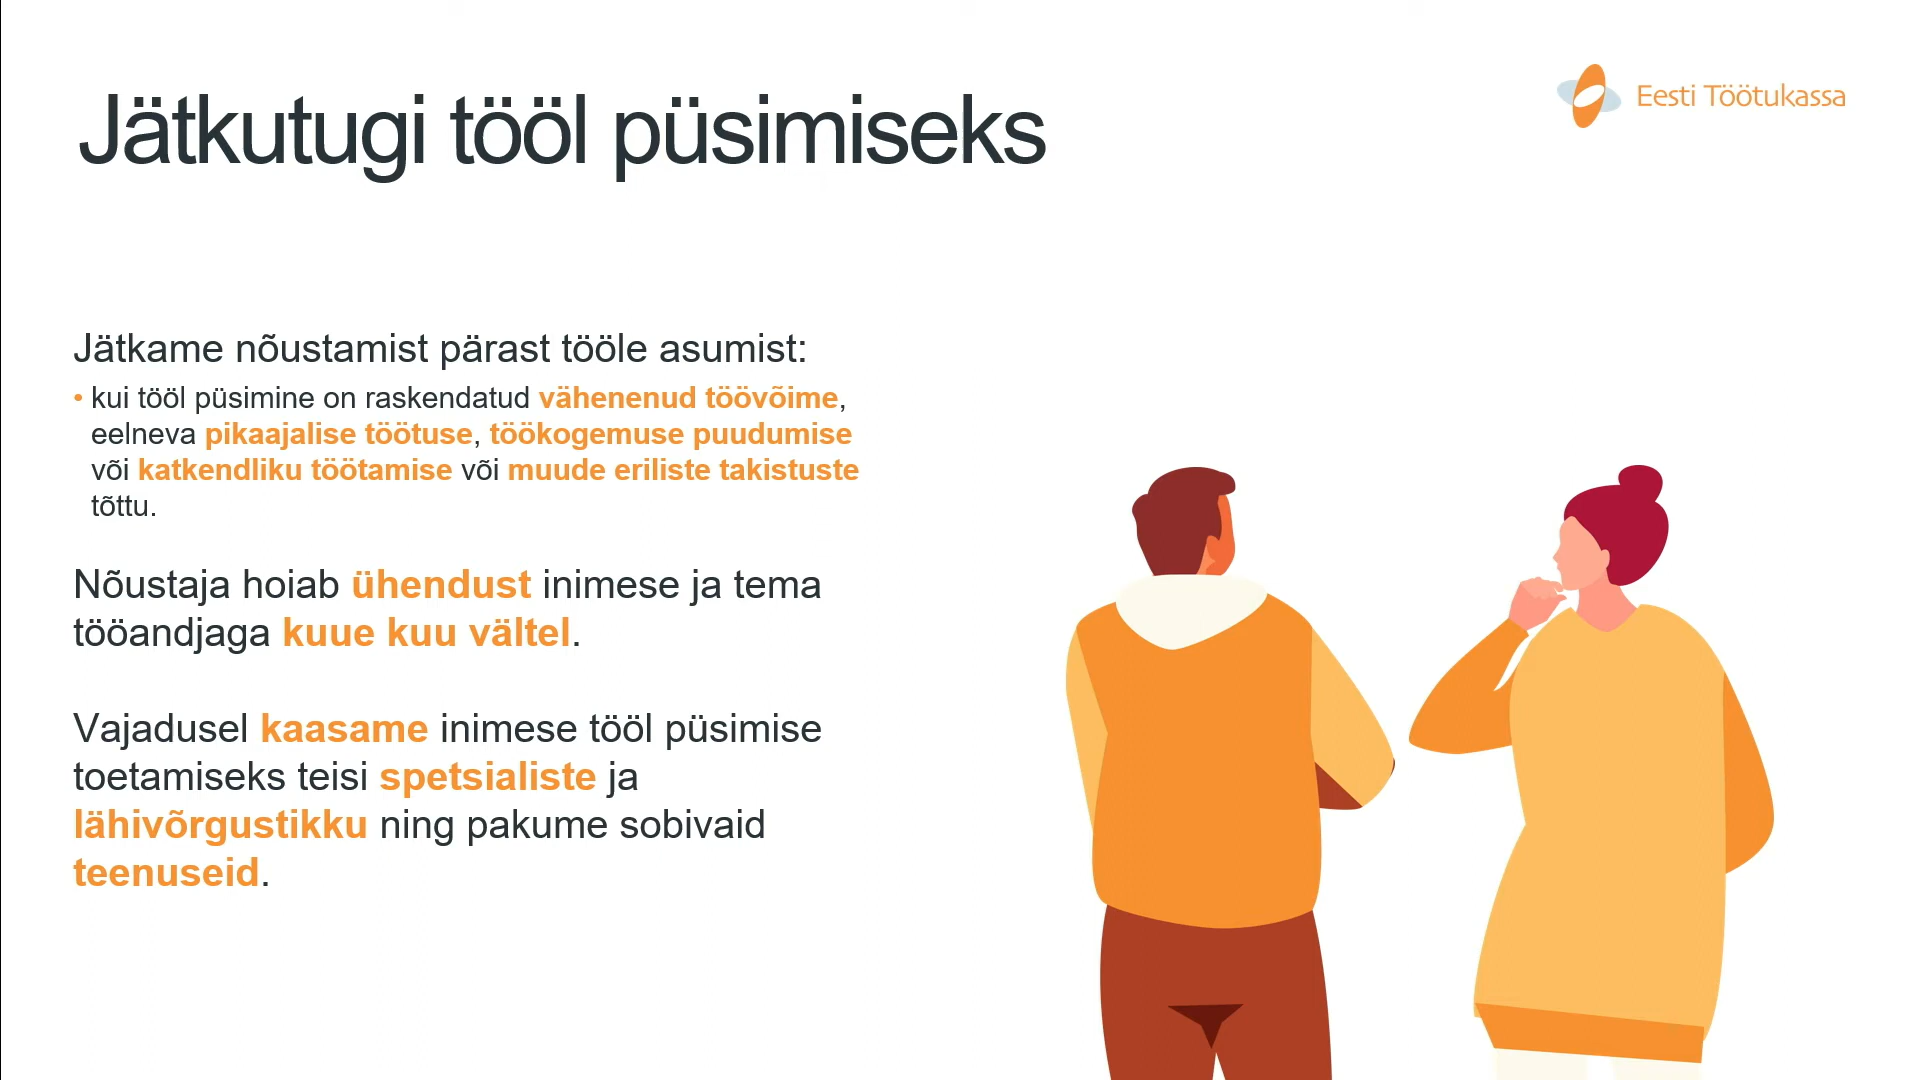 Jätkutugi tööl püsimiseks
Eesti Töötukassa
Jätkame nõustamist pärast tööle asumist:
• kui tööl püsimine on raskendatud vähenenud töövõime,
eelneva pikaajalise töötuse, töökogemuse puudumise
või katkendliku töötamise või muude eriliste takistuste
tõttu.
Nõustaja hoiab ühendust inimese ja tema
tööandjaga kuue kuu vältel.
Vajadusel kaasame inimese tööl püsimise
toetamiseks teisi spetsialiste ja
lähivõrgustikku ning pakume sobivaid
teenuseid.